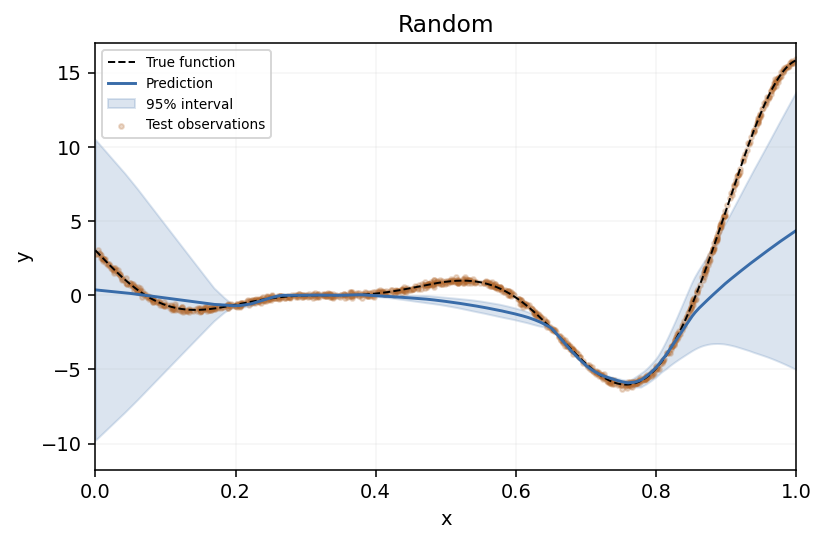 Random
True function
Prediction
95% interval
Test observations
15
10
5
0
−5
−10
y
0.0 0.2 0.4 0.6 0.8 1.0
x